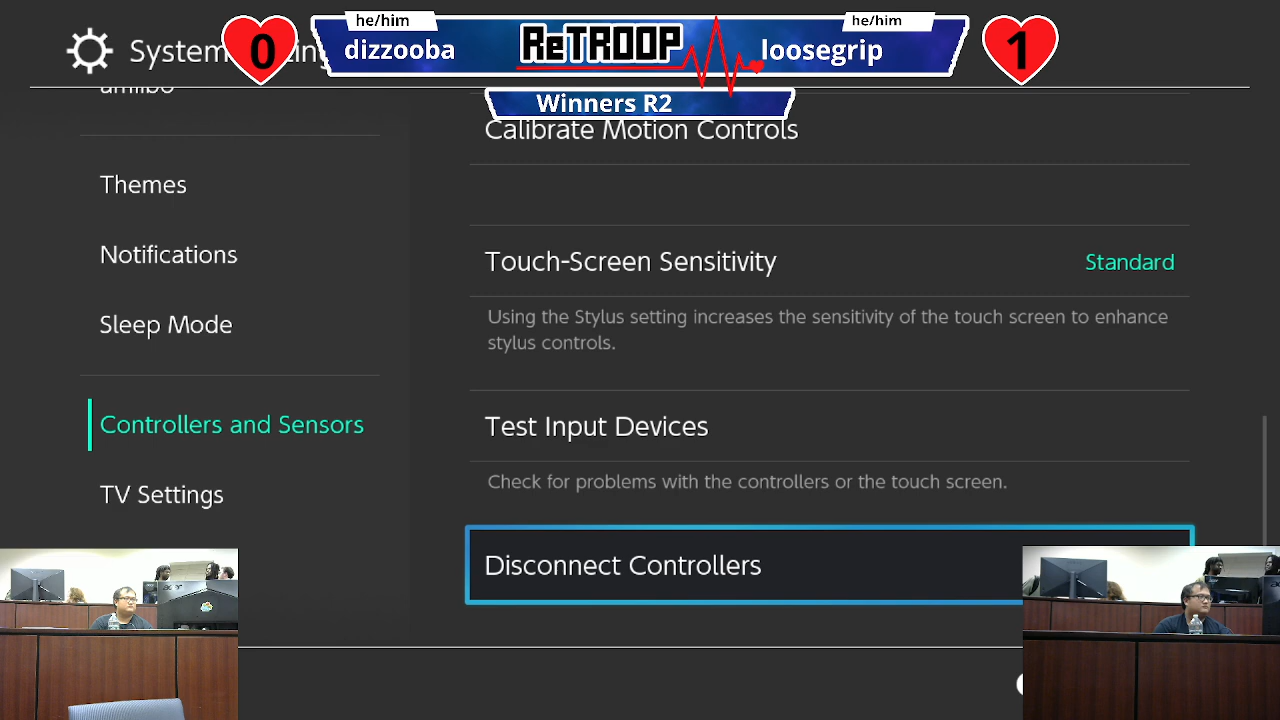 he/him
he/him
0
dizzooba
ReTROOP
loosegrip
1
System
Winners R2
amiibo
Calibrate Motion Controls
Themes
Notifications
Touch-Screen Sensitivity
Standard
Using the Stylus setting increases the sensitivity of the touch screen to enhance
stylus controls.
Sleep Mode
Controllers and Sensors
Test Input Devices
Check for problems with the controllers or the touch screen.
TV Settings
Disconnect Controllers